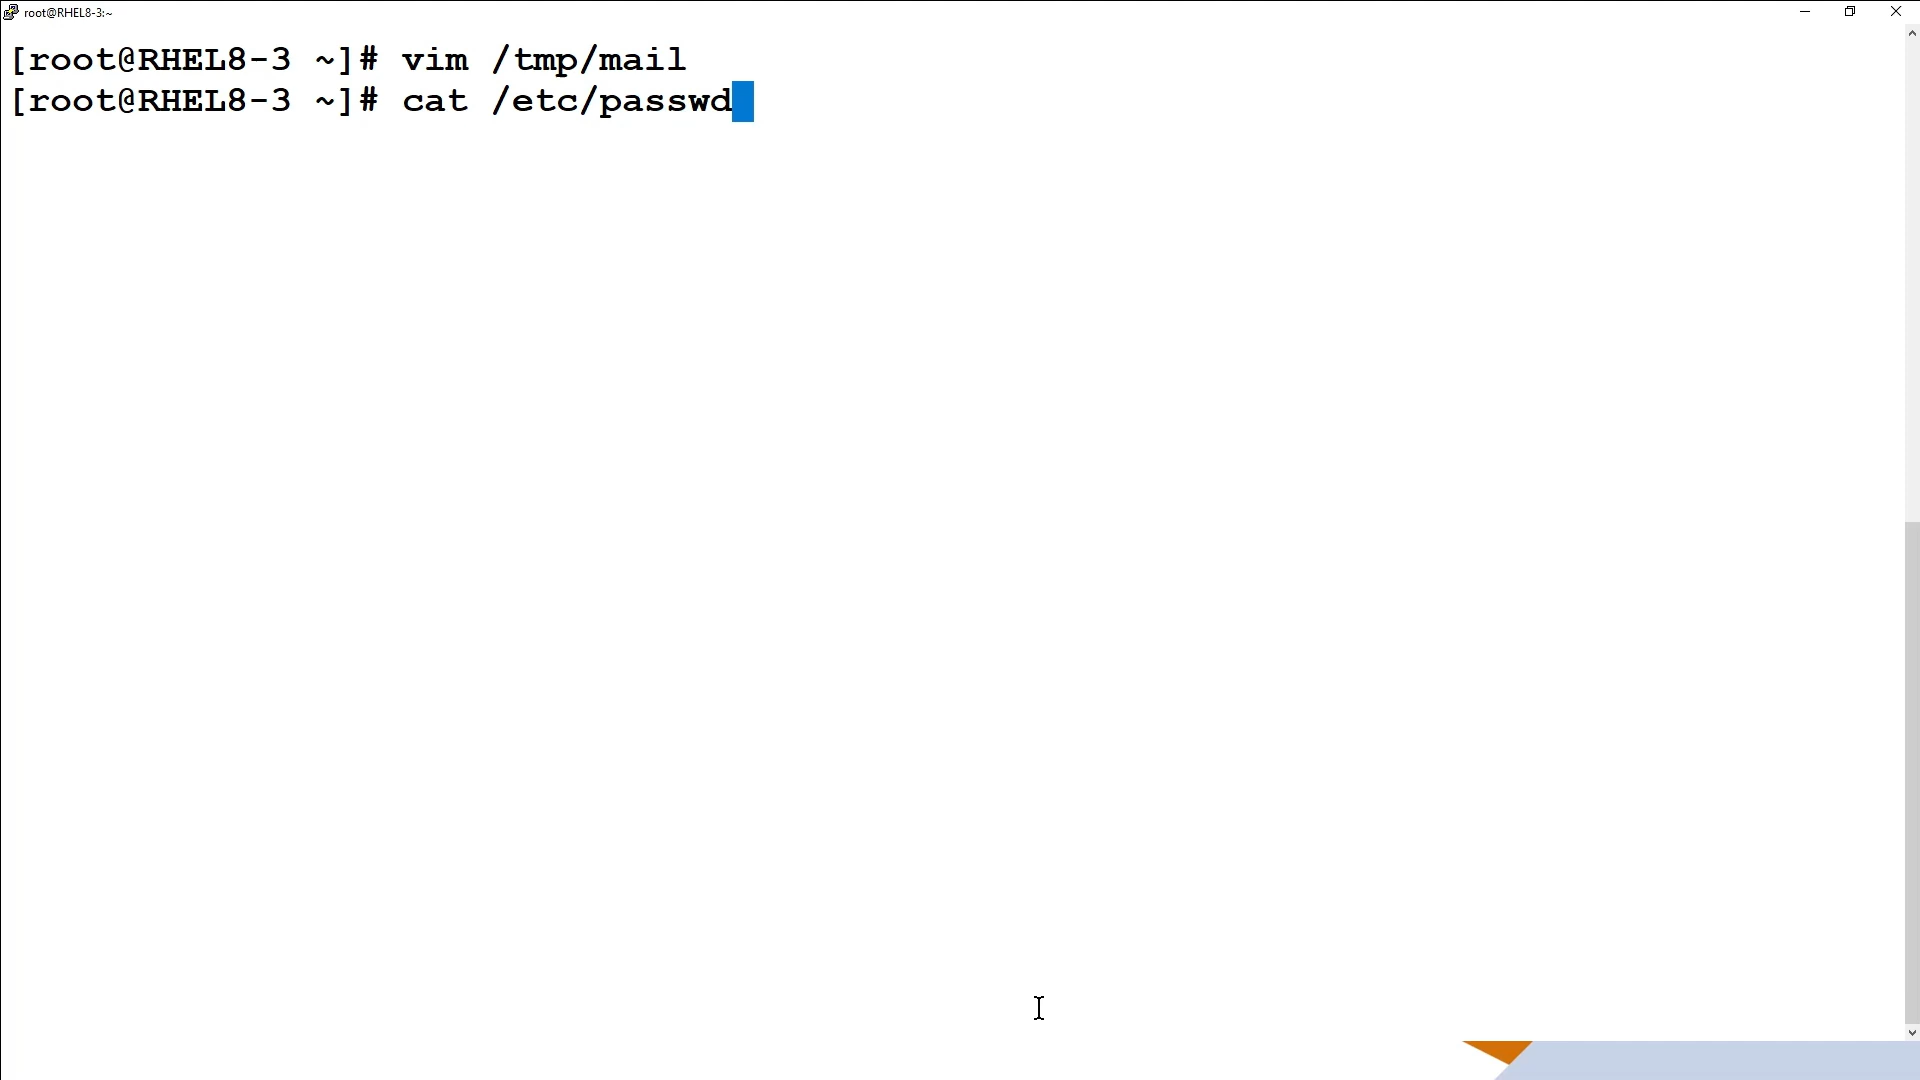 root@RHEL8-3:~
[root@RHEL8-3 ~]# vim /tmp/mail
[root@RHEL8-3 ~]# cat /etc/passwd